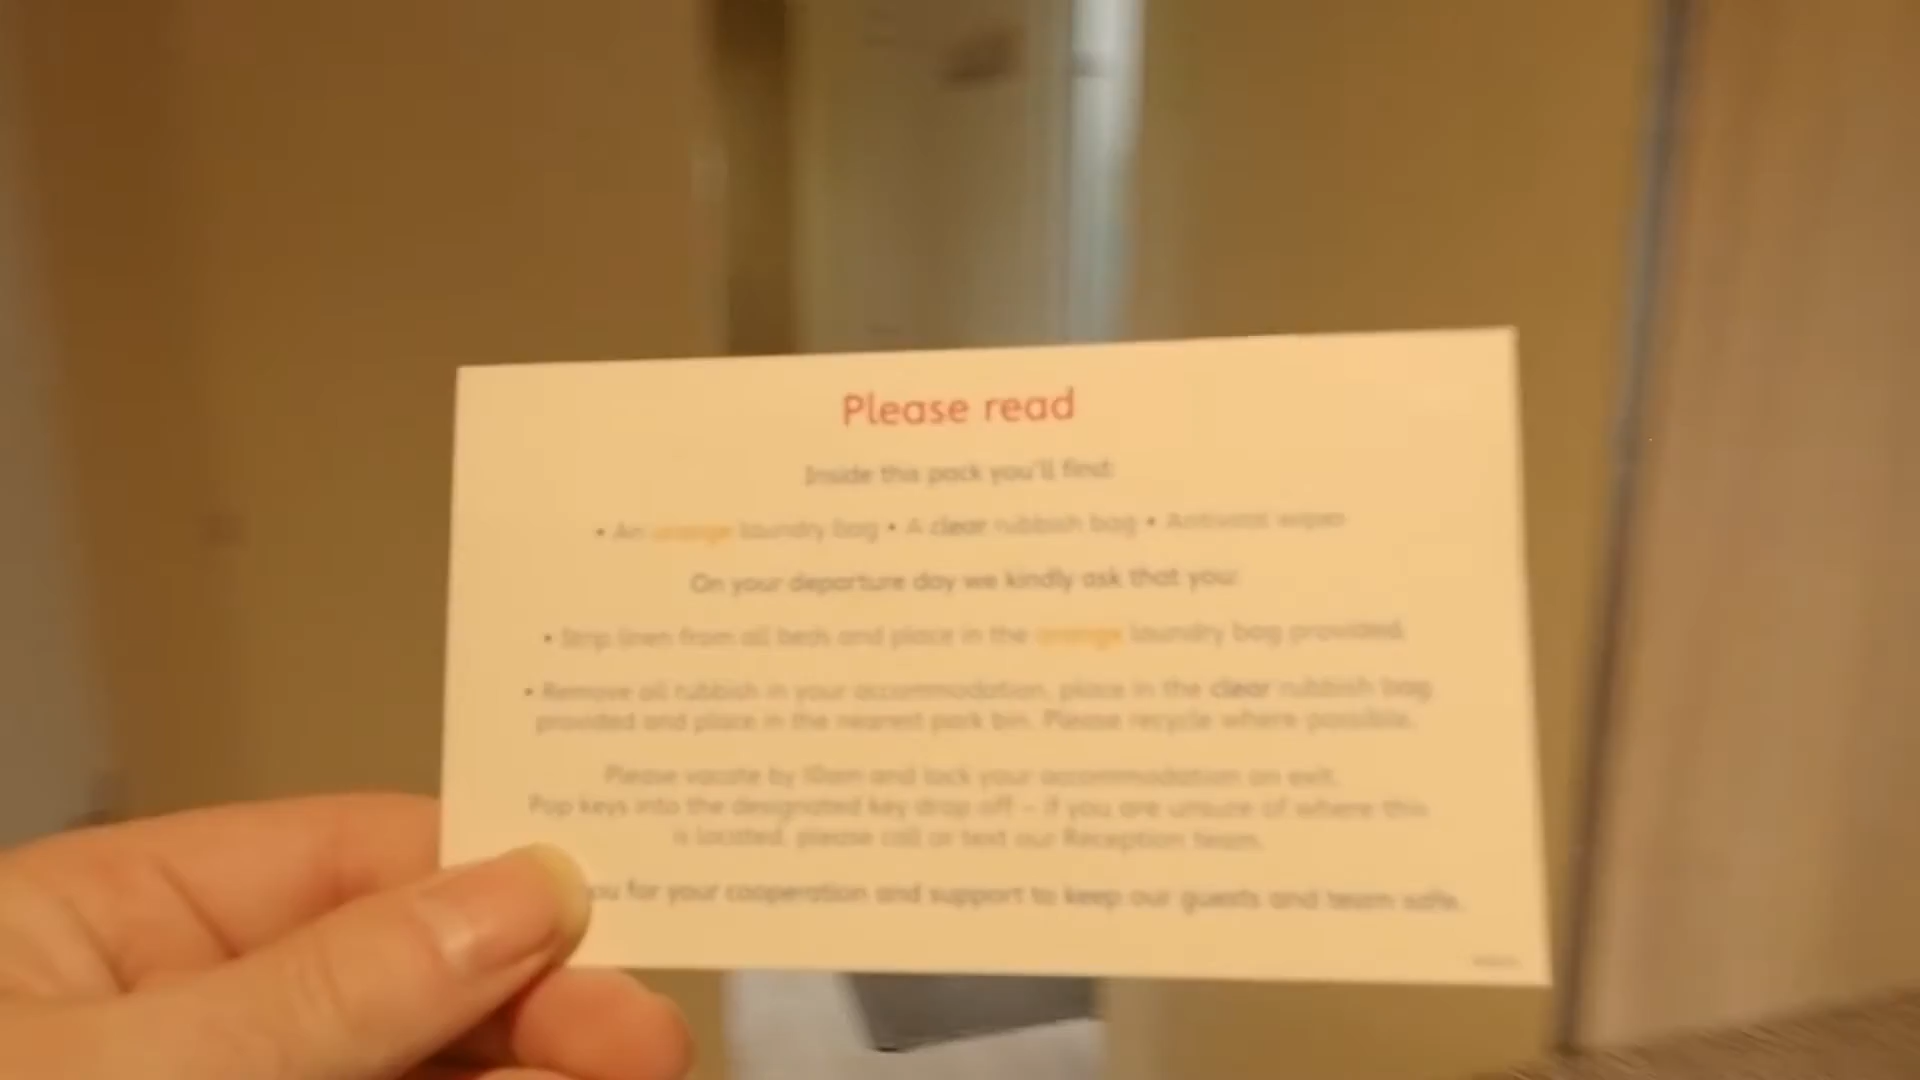 Please read
Inside this pack you'll find:
• An orange laundry bag • A clear rubbish bag • Antiviral wipes
On your departure day we kindly ask that you:
• Strip linen from all beds and place in the orange laundry bag provided.
• Remove all rubbish in your accommodation, place in the clear rubbish bag
provided and place in the nearest park bin. Please recycle where possible.
Please vacate by 10am and lock your accommodation on exit.
Pop keys into the designated key drop off – if you are unsure of where this
is located, please call or text our Reception team.
you for your cooperation and support to keep our guests and team safe.